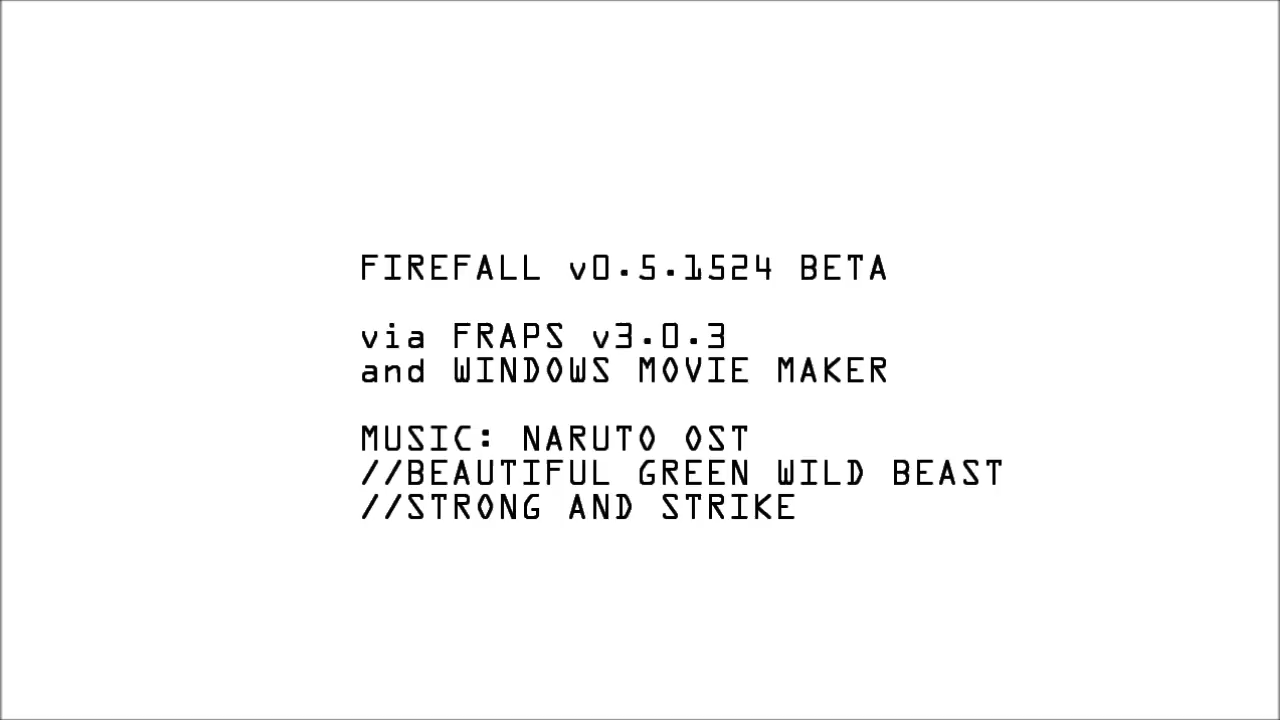 FIREFALL v0.5.1524 BETA
via FRAPS v3.0.3
and WINDOWS MOVIE MAKER
MUSIC: NARUTO OST
//BEAUTIFUL GREEN WILD BEAST
//STRONG AND STRIKE